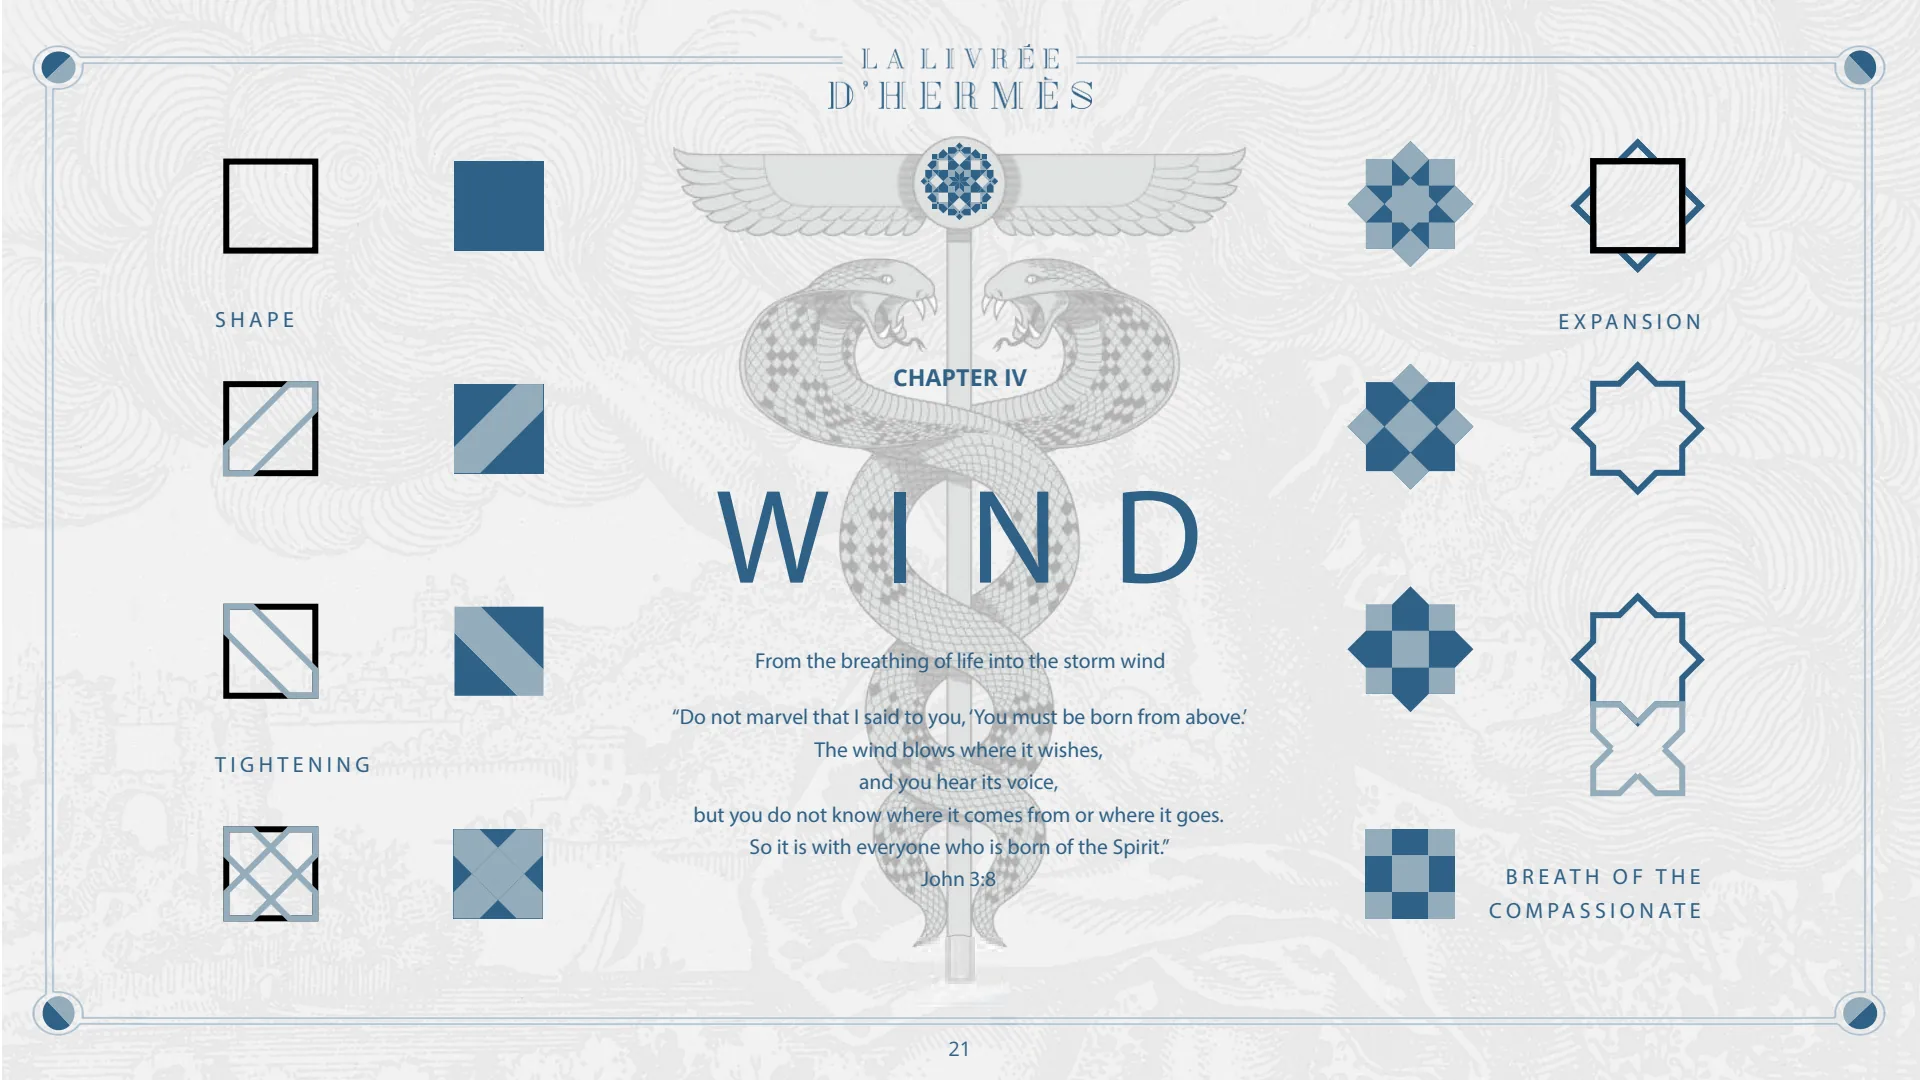 LA LIVRÉE
D’HERMÈS
SHAPE
TIGHTENING
CHAPTER IV
WIND
From the breathing of life into the storm wind
“Do not marvel that I said to you, ‘You must be born from above.’
The wind blows where it wishes,
and you hear its voice,
but you do not know where it comes from or where it goes.
So it is with everyone who is born of the Spirit.”
John 3:8
EXPANSION
BREATH OF THE
COMPASSIONATE
21